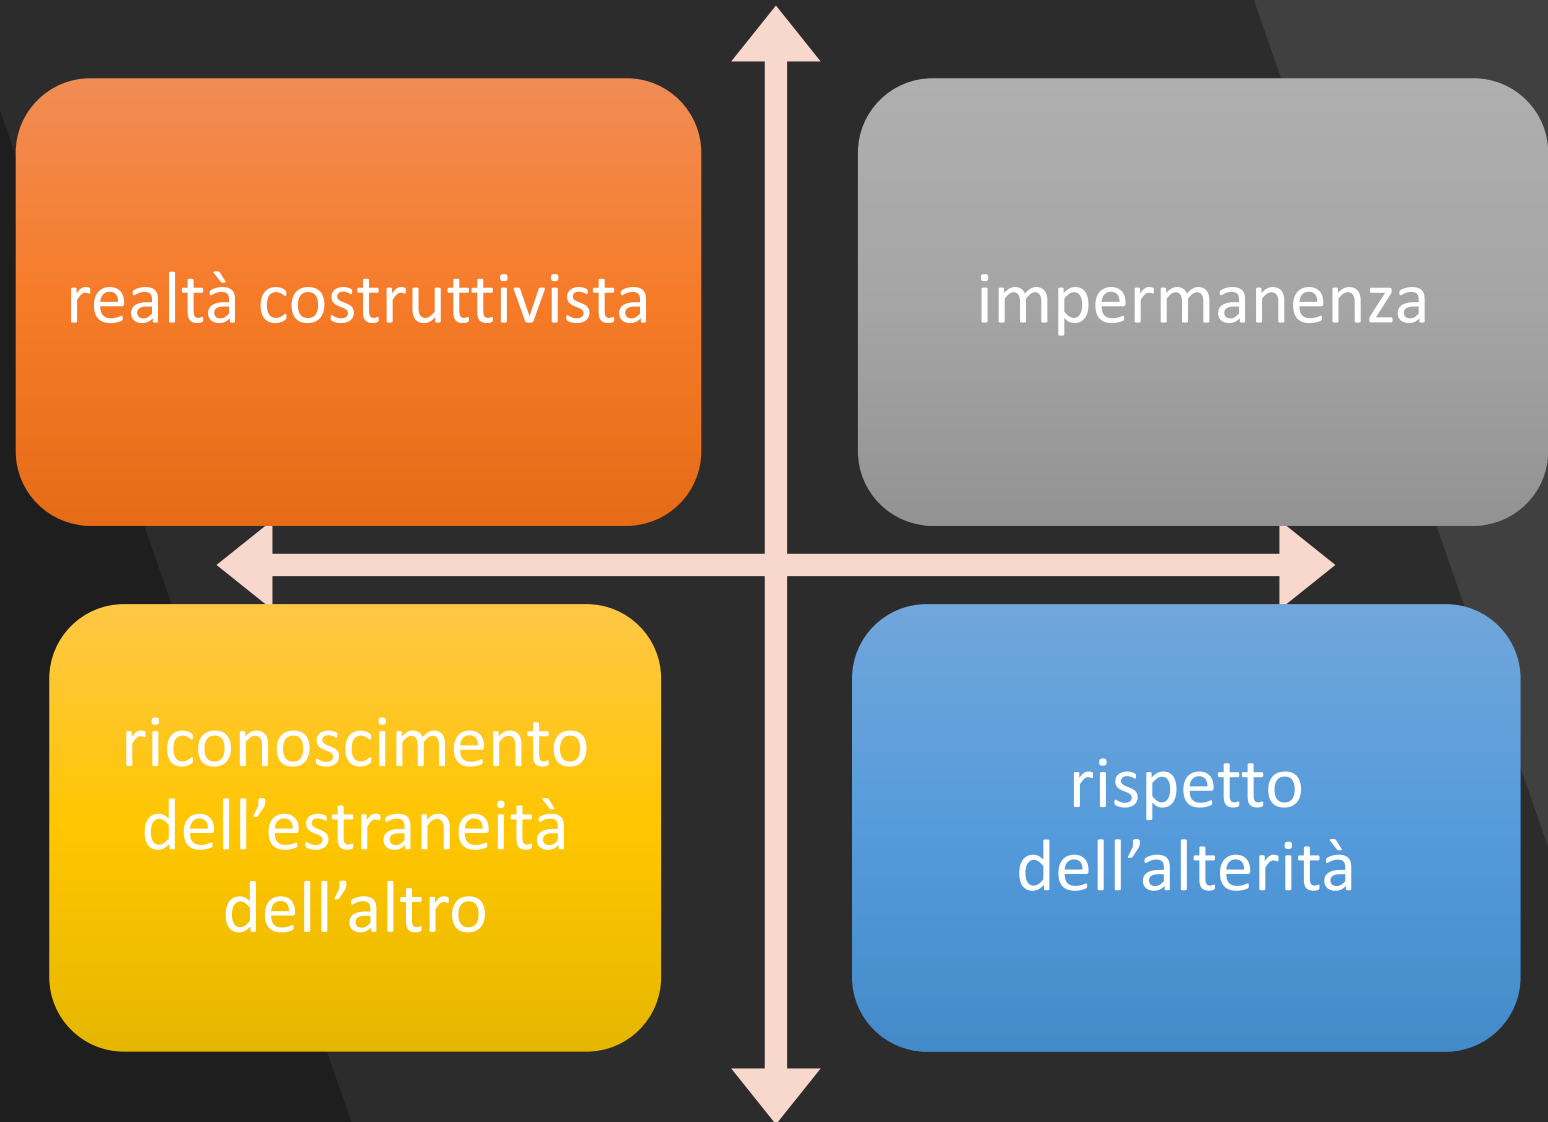 realtà costruttivista
impermanenza
riconoscimento
dell’estraneità
dell’altro
rispetto
dell’alterità